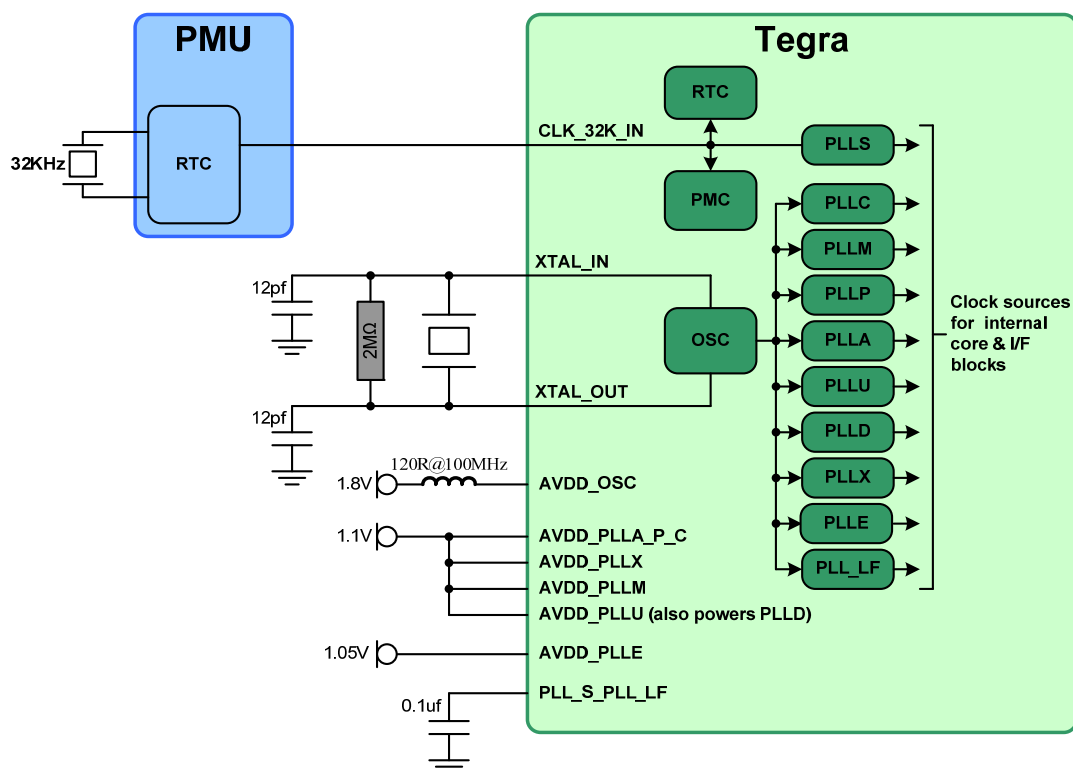 PMU
Tegra
32KHz
RTC
CLK_32K_IN
RTC
PMC
PLLS
PLLC
PLLM
PLLP
PLLA
PLLU
PLLD
PLLX
PLLE
PLL_LF
Clock sources
for internal
core & I/F
blocks
12pf
2MΩ
XTAL_IN
OSC
12pf
XTAL_OUT
1.8V
120R@100MHz
AVDD_OSC
1.1V
AVDD_PLLA_P_C
AVDD_PLLX
AVDD_PLLM
AVDD_PLLU (also powers PLLD)
1.05V
AVDD_PLLE
0.1uf
PLL_S_PLL_LF